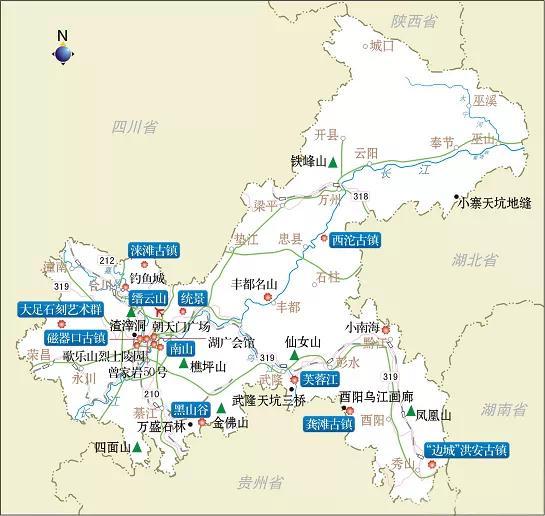 陕西省
N
城口
巫溪
大宁河
四川省
开县
奉节
巫山
铁峰山
云阳
长江
万州
318
小寨天坑地缝
梁平
湖北省
垫江
忠县
西沱古镇
涞滩古镇
212
潼南
319
钓鱼城
合川
石柱
丰都名山
缙云山
统景
丰都
大足石刻艺术群
319
渣滓洞
朝天门广场
小南海
磁器口古镇
湖广会馆
仙女山
黔江
南山
荣昌
歌乐山烈士陵园
319
彭水
319
永川
曾家岩50号
樵坪山
武隆
芙蓉江
湖南省
长江
210
武隆天坑三桥
酉阳乌江画廊
綦江
黑山谷
龚滩古镇
酉阳
凤凰山
万盛石林
金佛山
四面山
“边城”洪安古镇
秀山
贵州省